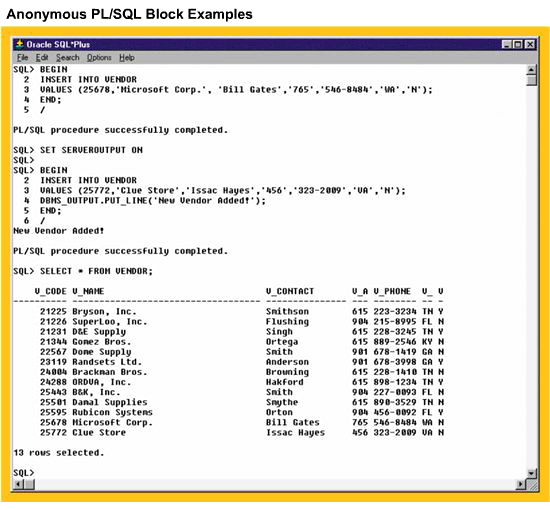 Anonymous PL/SQL Block Examples
Oracle SQL*Plus
File Edit Search Options Help
SQL> BEGIN
2 INSERT INTO VENDOR
3 VALUES (25678,'Microsoft Corp.', 'Bill Gates','765','546-8484','WA','N');
4 END;
5 /
PL/SQL procedure successfully completed.
SQL> SET SERVEROUTPUT ON
SQL>
SQL> BEGIN
2 INSERT INTO VENDOR
3 VALUES (25772,'Clue Store','Issac Hayes','456','323-2009','VA','N');
4 DBMS_OUTPUT.PUT_LINE('New Vendor Added!');
5 END;
6 /
New Vendor Added!
PL/SQL procedure successfully completed.
SQL> SELECT * FROM VENDOR;
V_CODE V_NAME V_CONTACT V_A V_PHONE V_ V
---------- ----------------------------------- --------------- --- -------- -- -
21225 Bryson, Inc. Smithson 615 223-3234 TN Y
21226 SuperLoo, Inc. Flushing 904 215-8995 FL N
21231 D&E Supply Singh 615 228-3245 TN Y
21344 Gomez Bros. Ortega 615 889-2546 KY N
22567 Dome Supply Smith 901 678-1419 GA N
23119 Randsets Ltd. Anderson 901 678-3998 GA Y
24004 Brackman Bros. Browning 615 228-1410 TN N
24288 ORDVA, Inc. Hakford 615 898-1234 TN Y
25443 B&K, Inc. Smith 904 227-0093 FL N
25501 Damal Supplies Smythe 615 890-3529 TN N
25595 Rubicon Systems Orton 904 456-0092 FL Y
25678 Microsoft Corp. Bill Gates 765 546-8484 WA N
25772 Clue Store Issac Hayes 456 323-2009 VA N
13 rows selected.
SQL>